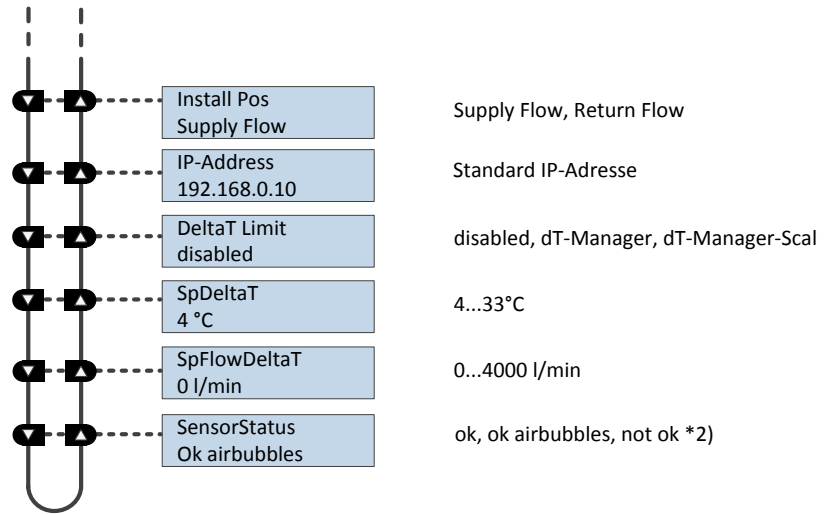 Install Pos
Supply Flow
Supply Flow, Return Flow
IP-Address
192.168.0.10
Standard IP-Adresse
DeltaT Limit
disabled
disabled, dT-Manager, dT-Manager-Scal
SpDeltaT
4 °C
4...33°C
SpFlowDeltaT
0 l/min
0...4000 l/min
SensorStatus
Ok airbubbles
ok, ok airbubbles, not ok *2)